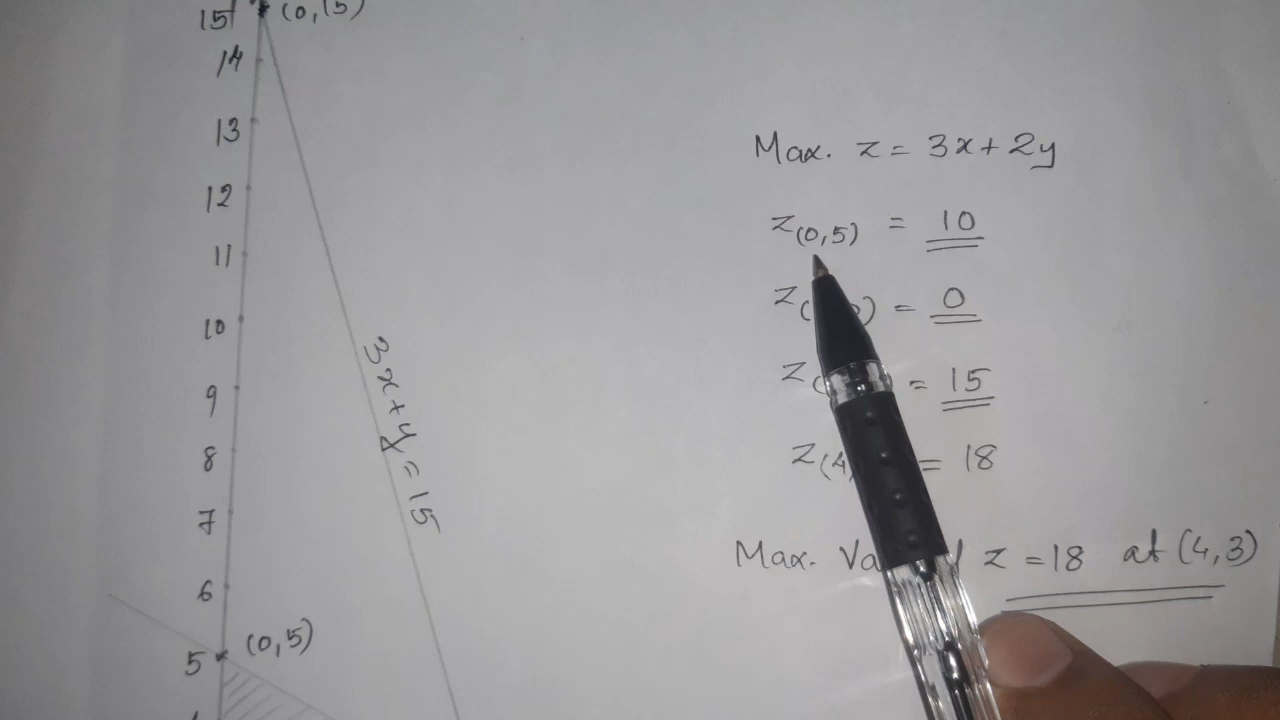 15 (0,15)
14
13
12
11
10
9
8
7
6
5 (0,5)
3x+y=15
Max. z = 3x+2y
z(0,5) = 10
z( ) = 0
z( ) = 15
z(4 = 18
Max. z =18 at (4,3)